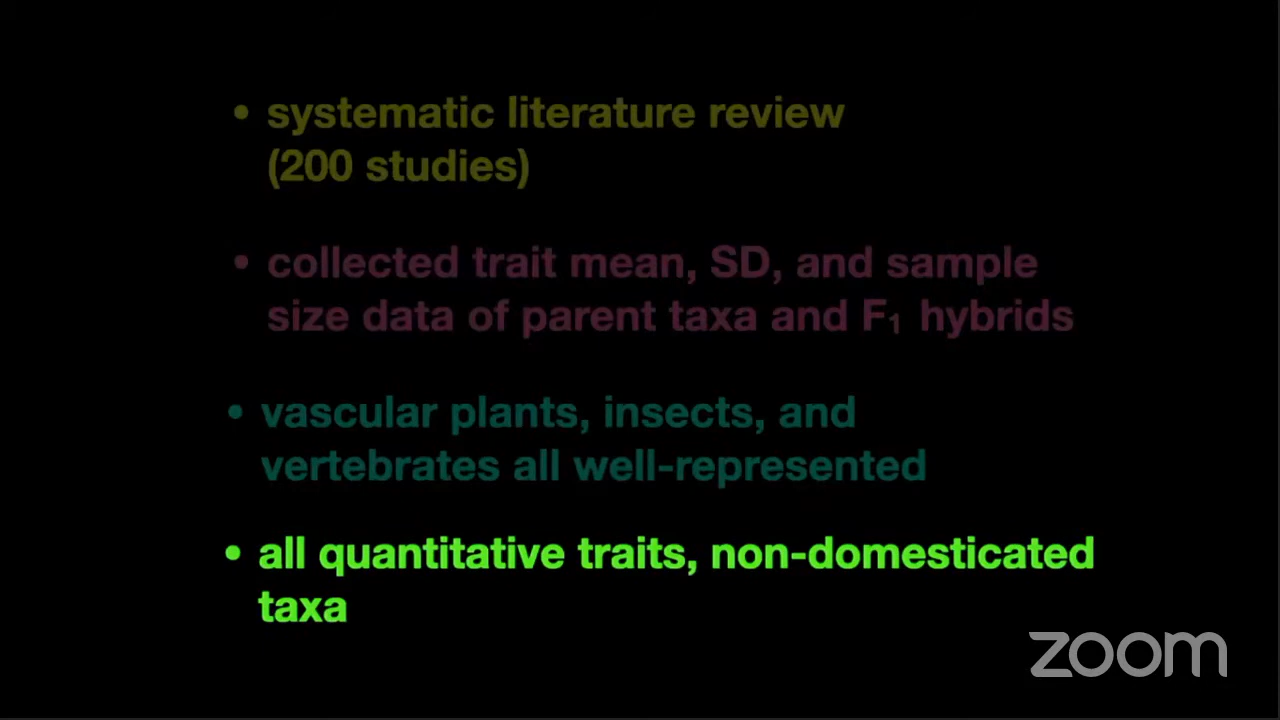 • systematic literature review
(200 studies)
• collected trait mean, SD, and sample
size data of parent taxa and F₁ hybrids
• vascular plants, insects, and
vertebrates all well-represented
• all quantitative traits, non-domesticated
taxa
zoom